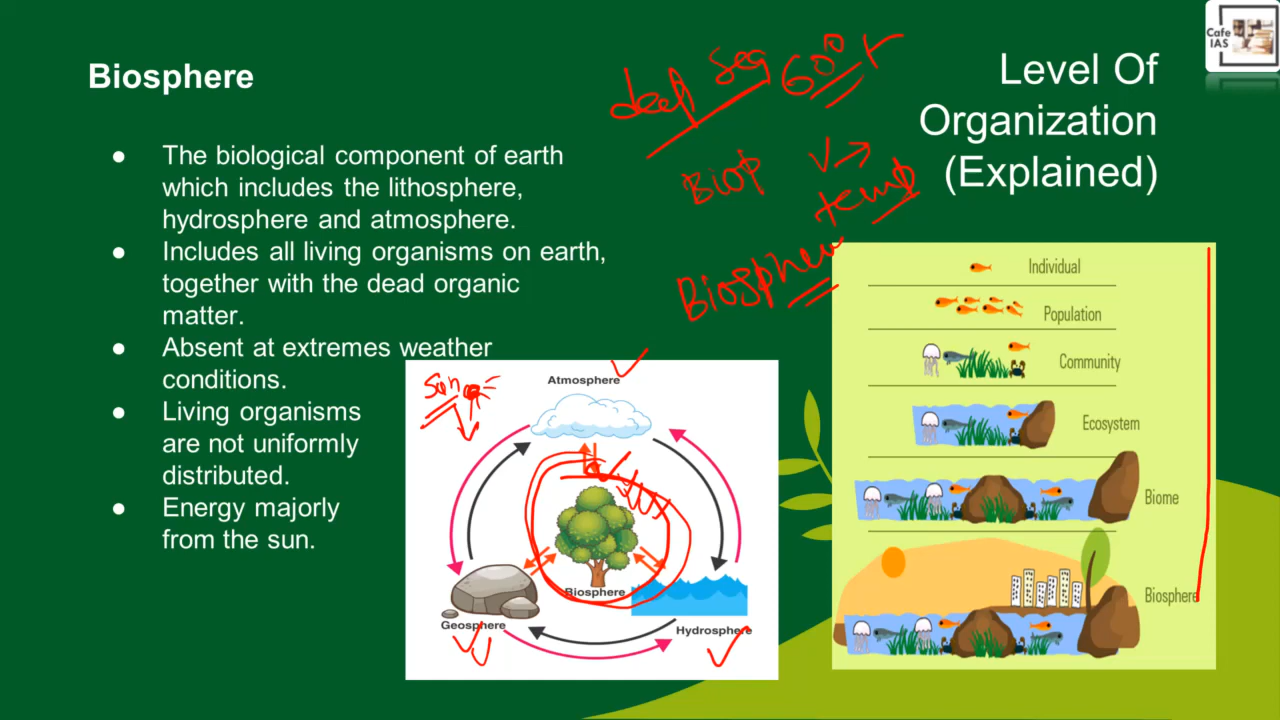 Cafe
IAS
Biosphere
Level Of
Organization
(Explained)
● The biological component of earth
which includes the lithosphere,
hydrosphere and atmosphere.
● Includes all living organisms on earth,
together with the dead organic
matter.
● Absent at extremes weather
conditions.
● Living organisms
are not uniformly
distributed.
● Energy majorly
from the sun.
deep sea 60°
Biop
temp
Biosphere
Sun
Atmosphere
Biosphere
Geosphere
Hydrosphere
Individual
Population
Community
Ecosystem
Biome
Biosphere